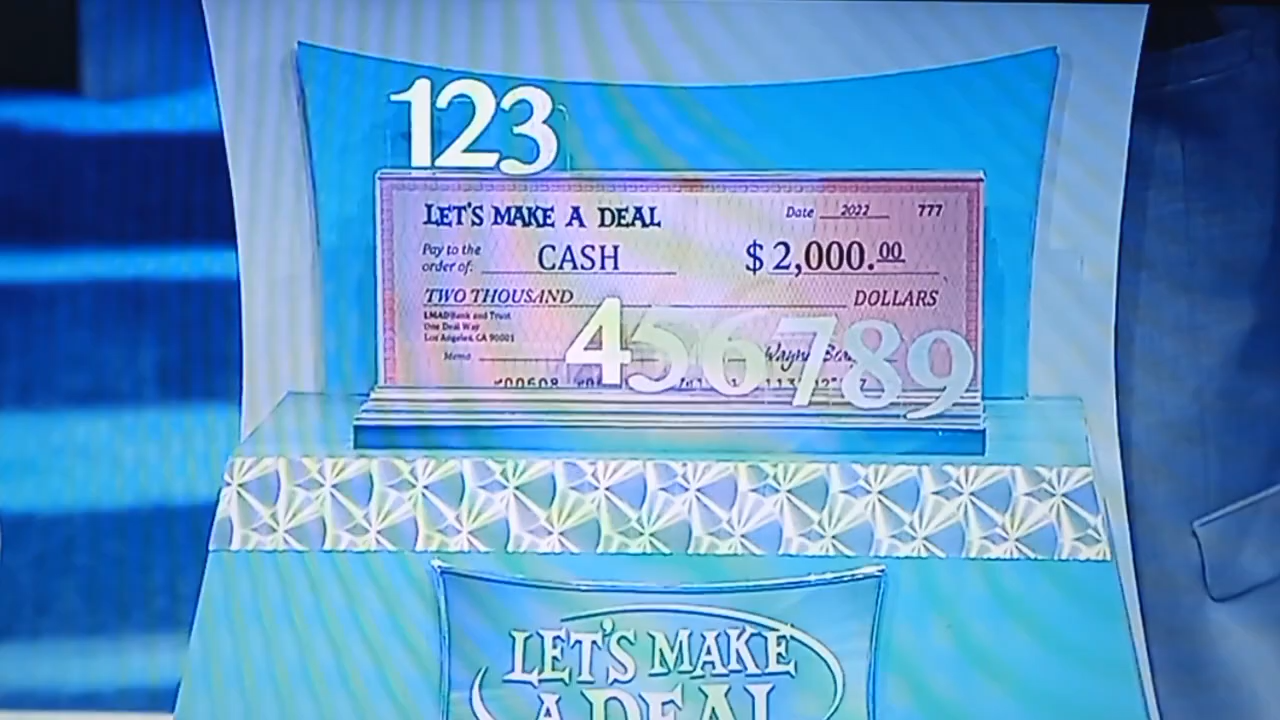 123
LET'S MAKE A DEAL
Date 2022 777
Pay to the
order of: CASH $2,000.00
TWO THOUSAND DOLLARS
LMAD Bank and Trust
One Deal Way
Los Angeles, CA 90001
Memo Wayne
456789
LET'S MAKE
A DEAL